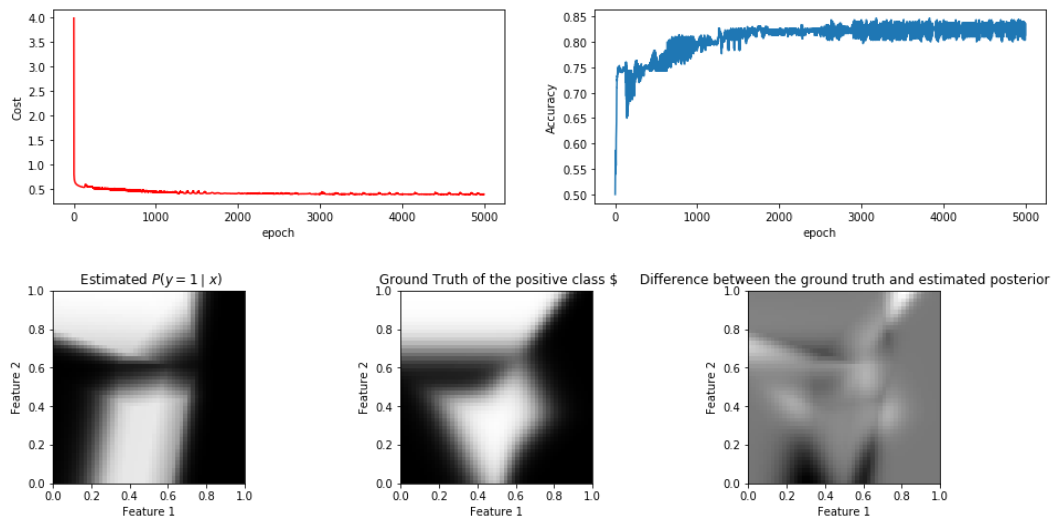 4.0
3.5
3.0
2.5
2.0
1.5
1.0
0.5
Cost
0 1000 2000 3000 4000 5000
epoch
0.85
0.80
0.75
0.70
0.65
0.60
0.55
0.50
Accuracy
0 1000 2000 3000 4000 5000
epoch
Estimated P(y = 1 | x)
1.0
0.8
0.6
0.4
0.2
0.0
Feature 2
0.0 0.2 0.4 0.6 0.8 1.0
Feature 1
Ground Truth of the positive class $
1.0
0.8
0.6
0.4
0.2
0.0
Feature 2
0.0 0.2 0.4 0.6 0.8 1.0
Feature 1
Difference between the ground truth and estimated posterior
1.0
0.8
0.6
0.4
0.2
0.0
Feature 2
0.0 0.2 0.4 0.6 0.8 1.0
Feature 1